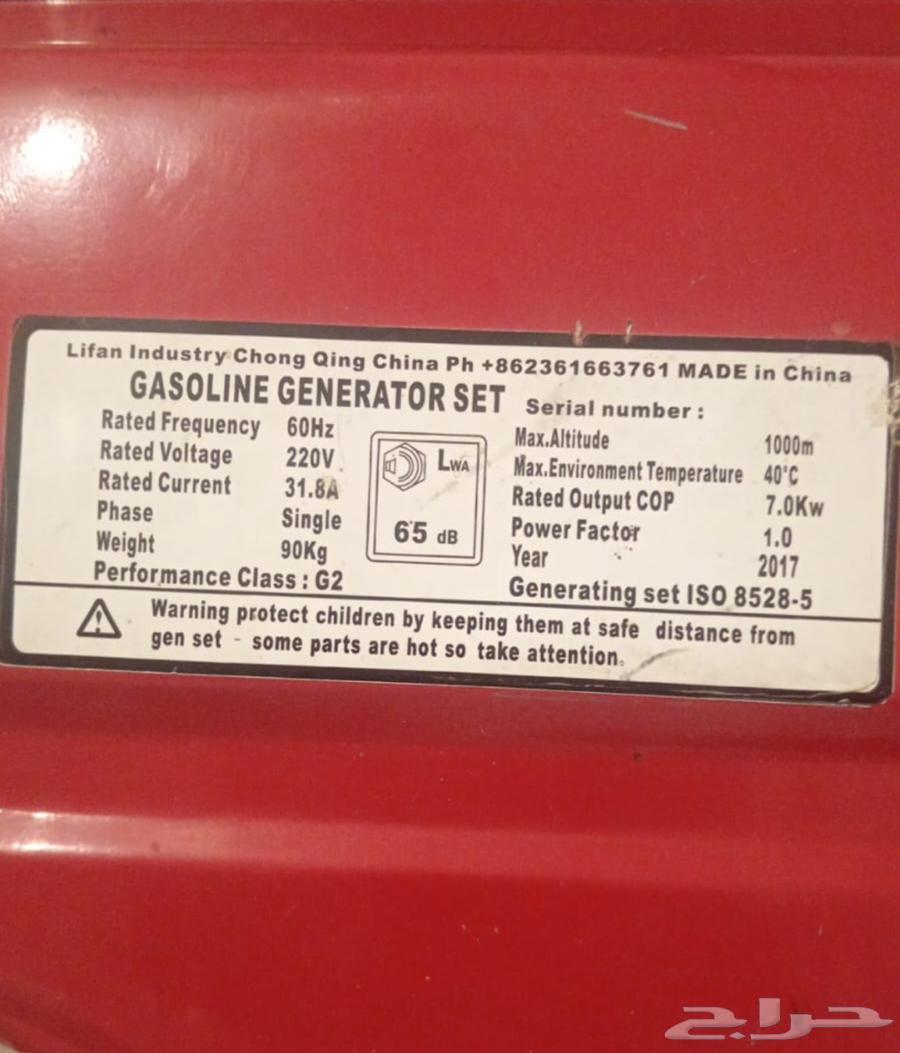 Lifan Industry Chong Qing China Ph +862361663761 MADE in China
GASOLINE GENERATOR SET
Serial number :
Rated Frequency 60Hz
Rated Voltage 220V
Rated Current 31.8A
Phase Single
Weight 90Kg
Performance Class : G2
LWA
65 dB
Max.Altitude 1000m
Max.Environment Temperature 40°C
Rated Output COP 7.0Kw
Power Factor 1.0
Year 2017
Generating set ISO 8528-5
Warning protect children by keeping them at safe distance from
gen set - some parts are hot so take attention.
حراج